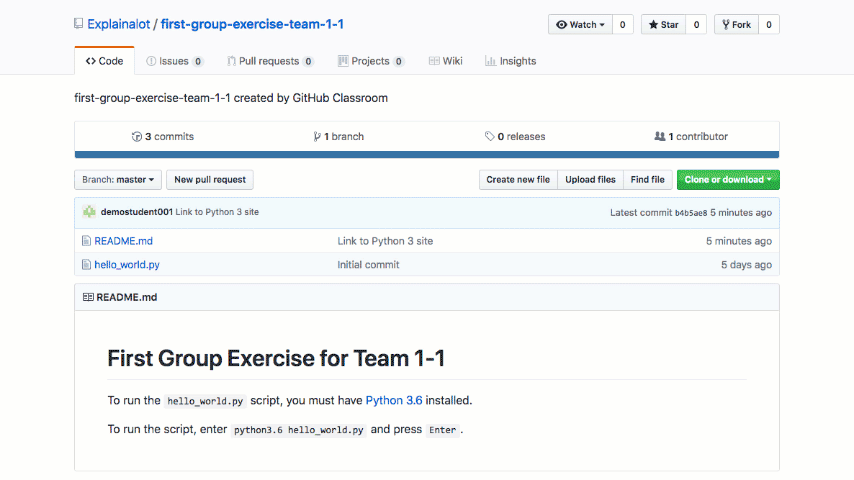 Explainalot / first-group-exercise-team-1-1
Watch 0 Star 0 Fork 0
Code Issues 0 Pull requests 0 Projects 0 Wiki Insights
first-group-exercise-team-1-1 created by GitHub Classroom
3 commits 1 branch 0 releases 1 contributor
Branch: master New pull request Create new file Upload files Find file Clone or download
demostudent001 Link to Python 3 site Latest commit b4b5ae8 5 minutes ago
README.md Link to Python 3 site 5 minutes ago
hello_world.py Initial commit 5 days ago
README.md
First Group Exercise for Team 1-1
To run the hello_world.py script, you must have Python 3.6 installed.
To run the script, enter python3.6 hello_world.py and press Enter .